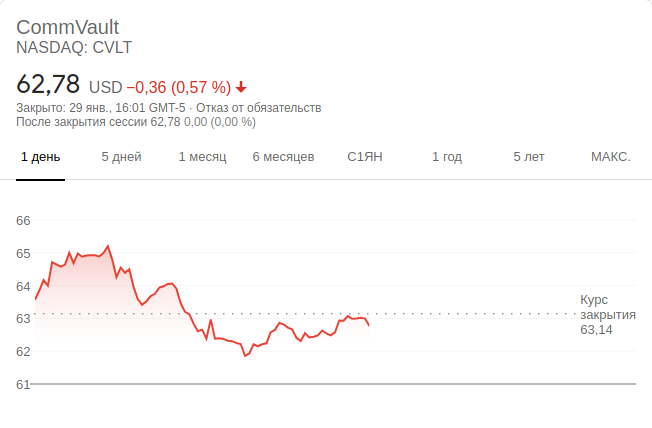 CommVault
NASDAQ: CVLT
62,78 USD −0,36 (0,57 %)
Закрыто: 29 янв., 16:01 GMT-5 · Отказ от обязательств
После закрытия сессии 62,78 0,00 (0,00 %)
1 день 5 дней 1 месяц 6 месяцев С1ЯН 1 год 5 лет МАКС.
66
65
64
63
62
61
Курс
закрытия
63,14